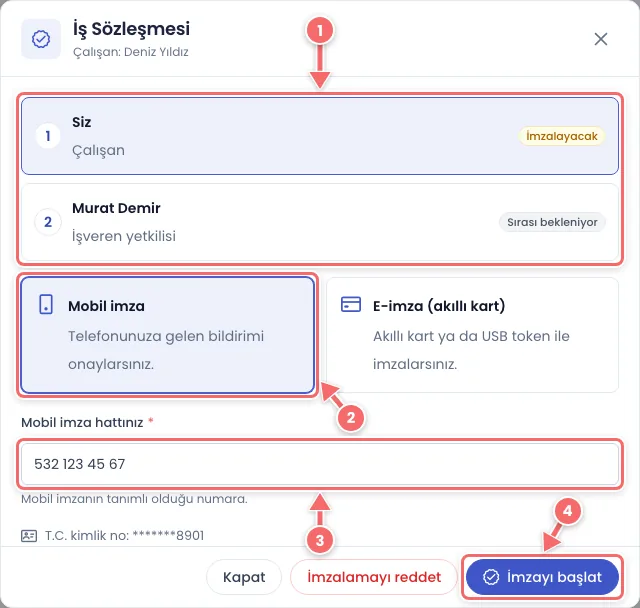 İş Sözleşmesi
Çalışan: Deniz Yıldız
1
1
Siz
Çalışan
İmzalayacak
2
Murat Demir
İşveren yetkilisi
Sırası bekleniyor
Mobil imza
Telefonunuza gelen bildirimi
onaylarsınız.
E-imza (akıllı kart)
Akıllı kart ya da USB token ile
imzalarsınız.
2
Mobil imza hattınız *
532 123 45 67
Mobil imzanın tanımlı olduğu numara.
3
4
T.C. kimlik no: *******8901
Kapat
İmzalamayı reddet
İmzayı başlat